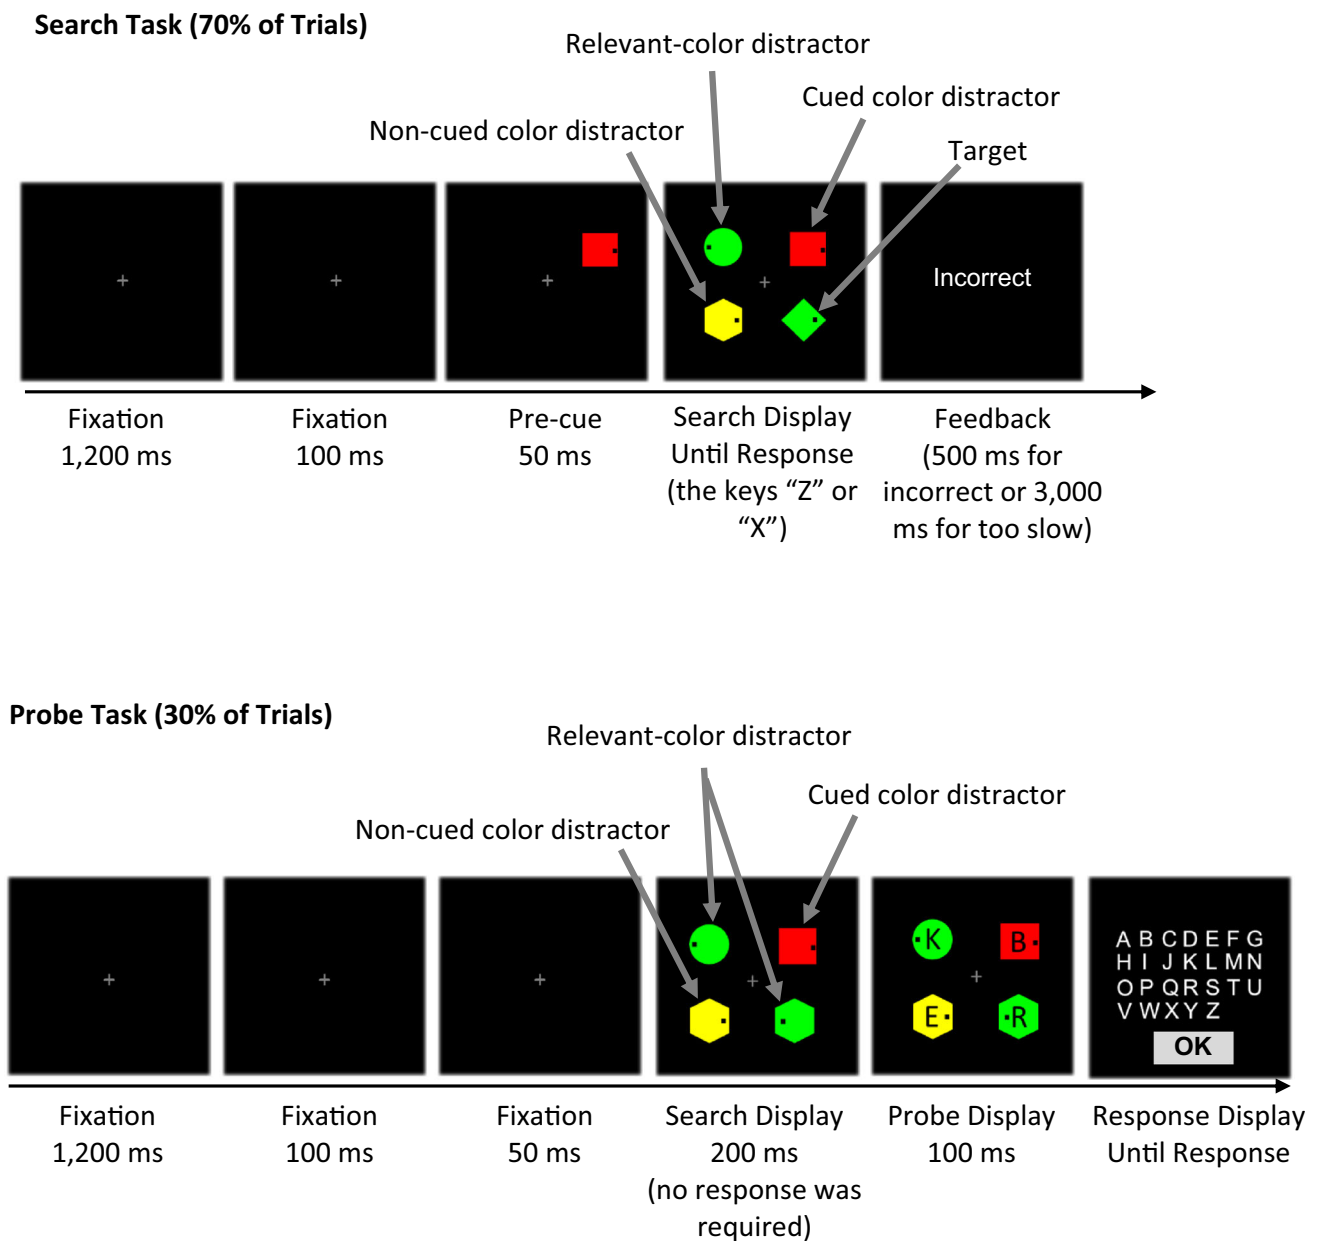 Search Task (70% of Trials)
Relevant-color distractor
Cued color distractor
Non-cued color distractor
Target
Incorrect
Fixation
1,200 ms
Fixation
100 ms
Pre-cue
50 ms
Search Display
Until Response
(the keys “Z” or
“X”)
Feedback
(500 ms for
incorrect or 3,000
ms for too slow)
Probe Task (30% of Trials)
Relevant-color distractor
Cued color distractor
Non-cued color distractor
K
B
E
R
A B C D E F G
H I J K L M N
O P Q R S T U
V W X Y Z
OK
Fixation
1,200 ms
Fixation
100 ms
Fixation
50 ms
Search Display
200 ms
(no response was
required)
Probe Display
100 ms
Response Display
Until Response